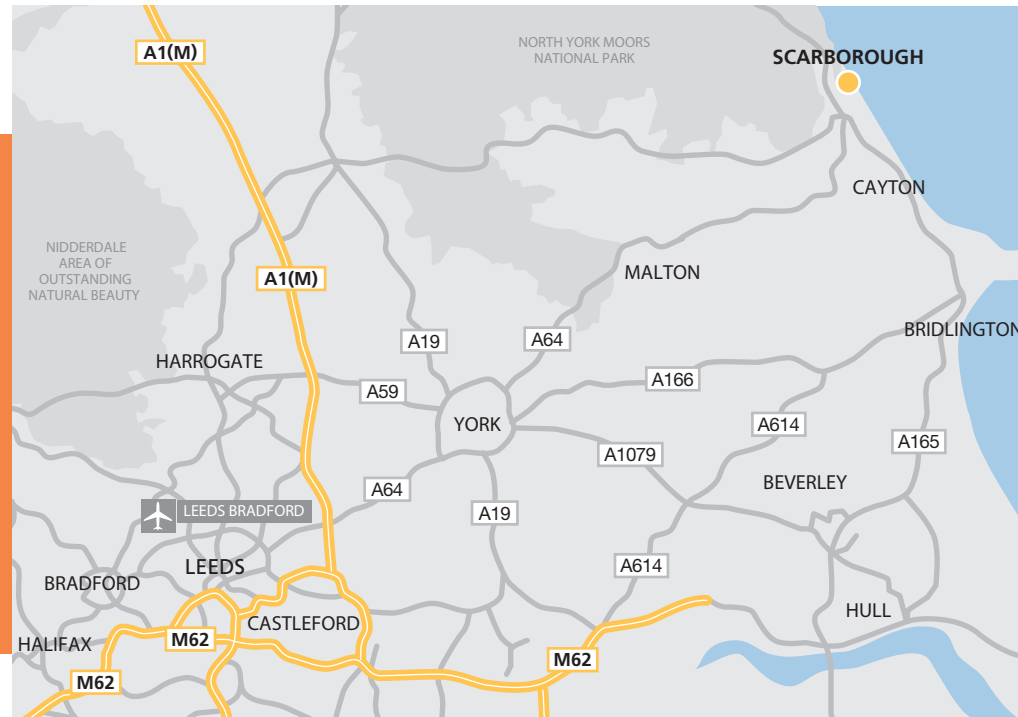 A1(M)
NORTH YORK MOORS
NATIONAL PARK
SCARBOROUGH
CAYTON
NIDDERDALE
AREA OF
OUTSTANDING
NATURAL BEAUTY
A1(M)
MALTON
BRIDLINGTON
A19
A64
HARROGATE
A59
A166
YORK
A614
A165
A1079
BEVERLEY
A64
LEEDS BRADFORD
A19
LEEDS
A614
BRADFORD
HULL
CASTLEFORD
HALIFAX
M62
M62
M62